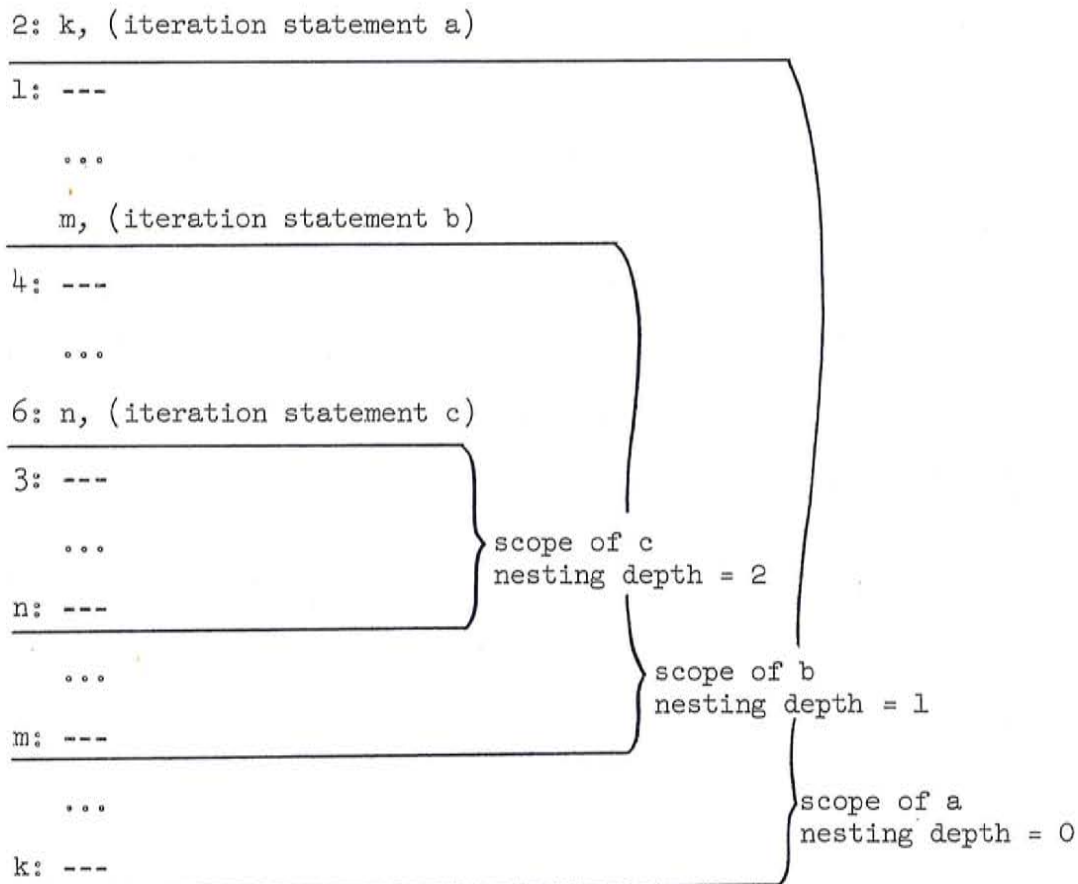 2: k, (iteration statement a)
1: ---
...
m, (iteration statement b)
4: ---
...
6: n, (iteration statement c)
3: ---
...
scope of c
nesting depth = 2
n: ---
...
scope of b
nesting depth = 1
m: ---
...
scope of a
nesting depth = 0
k: ---